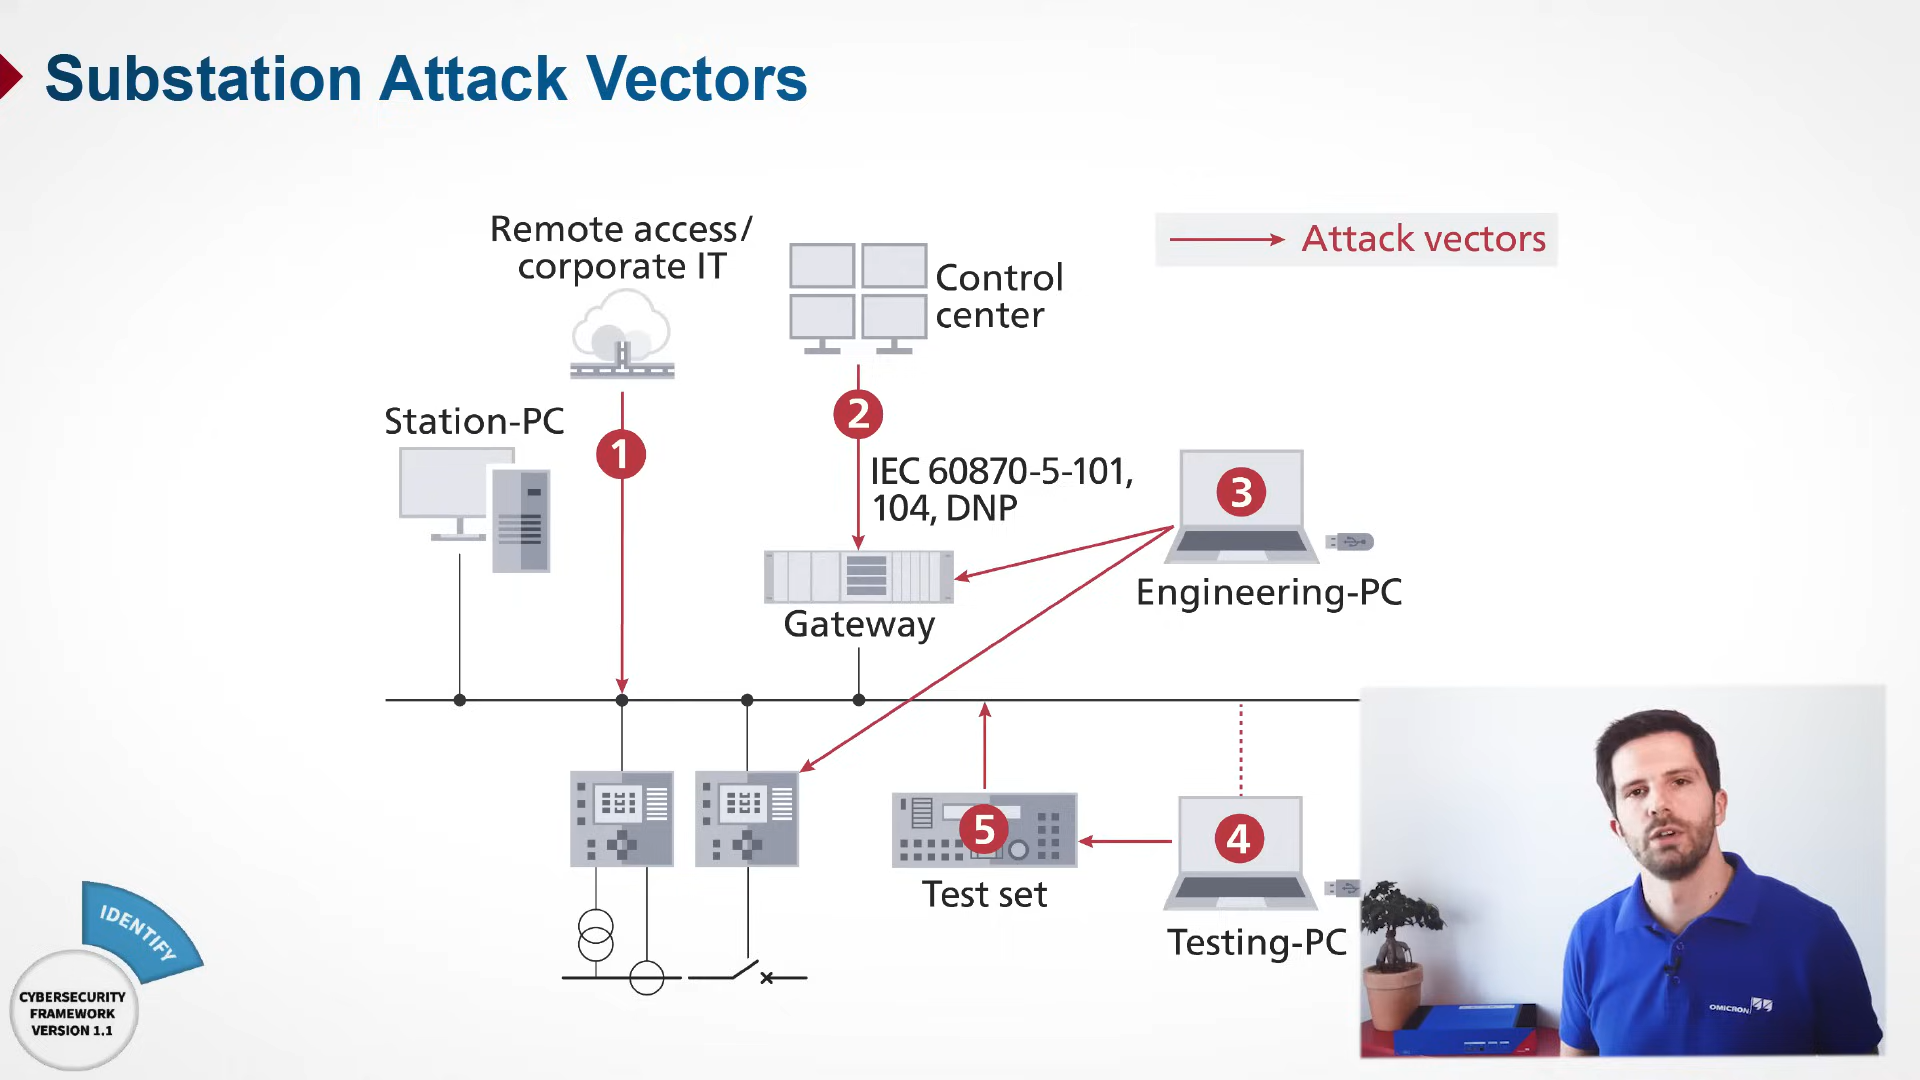 Substation Attack Vectors
Remote access/
corporate IT
Control
center
Attack vectors
Station-PC
1
2
IEC 60870-5-101,
104, DNP
3
Engineering-PC
Gateway
5
4
Test set
Testing-PC
IDENTIFY
CYBERSECURITY
FRAMEWORK
VERSION 1.1
OMICRON